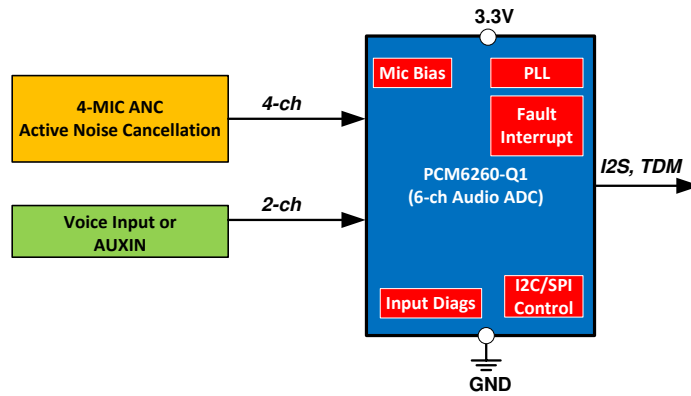 3.3V
Mic Bias
PLL
4-MIC ANC
Active Noise Cancellation
4-ch
Fault
Interrupt
PCM6260-Q1
(6-ch Audio ADC)
I2S, TDM
Voice Input or
AUXIN
2-ch
Input Diags
I2C/SPI
Control
GND